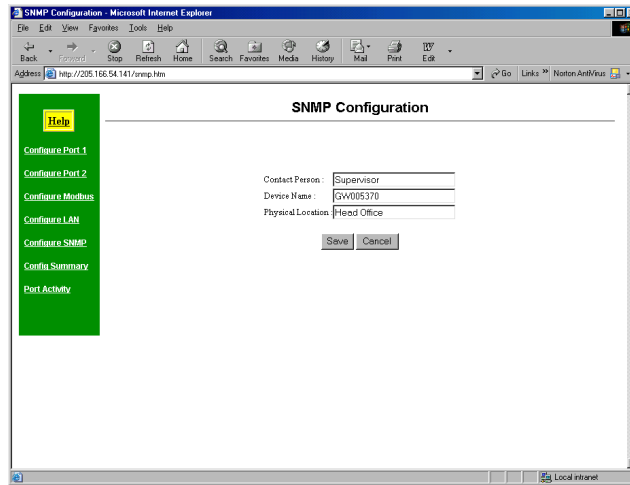 SNMP Configuration - Microsoft Internet Explorer
File Edit View Favorites Tools Help
Back Forward Stop Refresh Home Search Favorites Media History Mail Print Edit
Address http://205.166.54.141/snmp.htm Go Links » Norton AntiVirus
SNMP Configuration
Help
Configure Port 1
Configure Port 2
Configure Modbus
Configure LAN
Configure SNMP
Config Summary
Port Activity
Contact Person : Supervisor
Device Name : GW005370
Physical Location : Head Office
Save Cancel
Local intranet